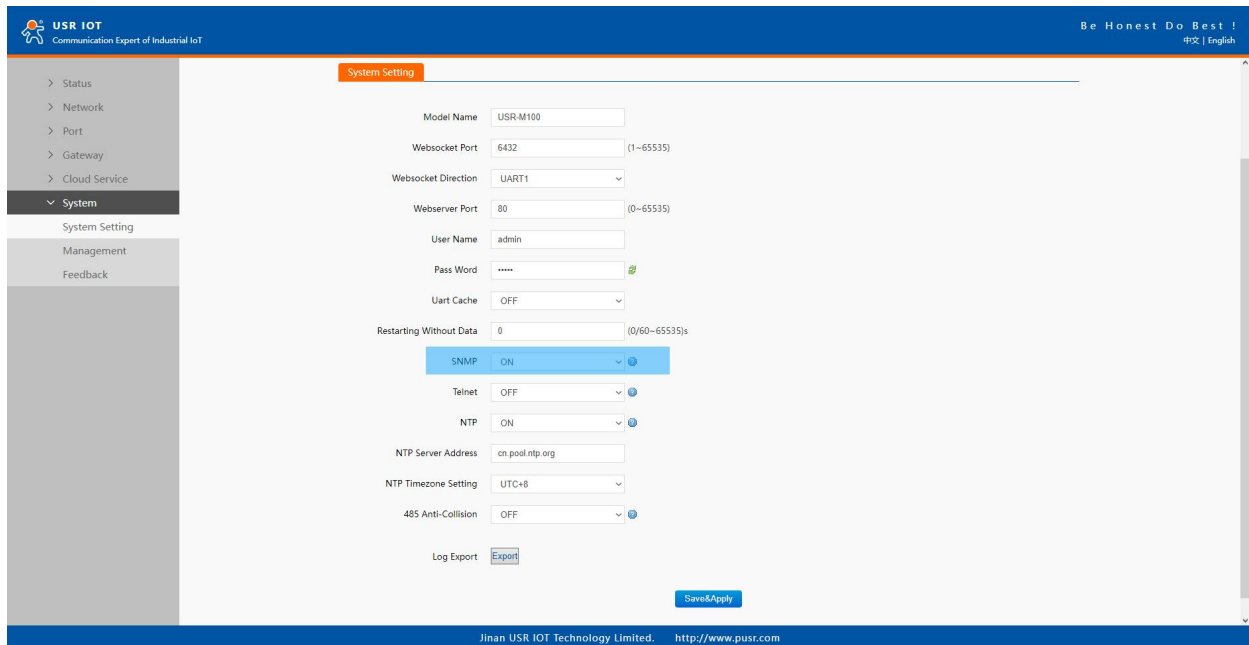 USR IOT
Communication Expert of Industrial IoT
Be Honest Do Best !
中文 | English
Status
Network
Port
Gateway
Cloud Service
System
System Setting
Management
Feedback
System Setting
Model Name USR-M100
Websocket Port 6432 (1~65535)
Websocket Direction UART1
Webserver Port 80 (0~65535)
User Name admin
Pass Word •••••
Uart Cache OFF
Restarting Without Data 0 (0/60~65535)s
SNMP ON
Telnet OFF
NTP ON
NTP Server Address cn.pool.ntp.org
NTP Timezone Setting UTC+8
485 Anti-Collision OFF
Log Export Export
Save&Apply
Jinan USR IOT Technology Limited. http://www.pusr.com